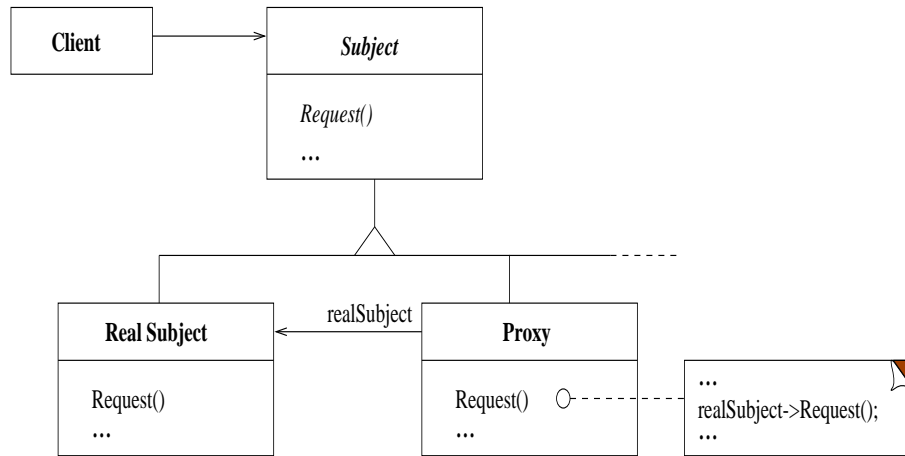 Client
Subject
Request()
...
realSubject
Real Subject
Request()
...
Proxy
Request()
...
...
realSubject->Request();
...